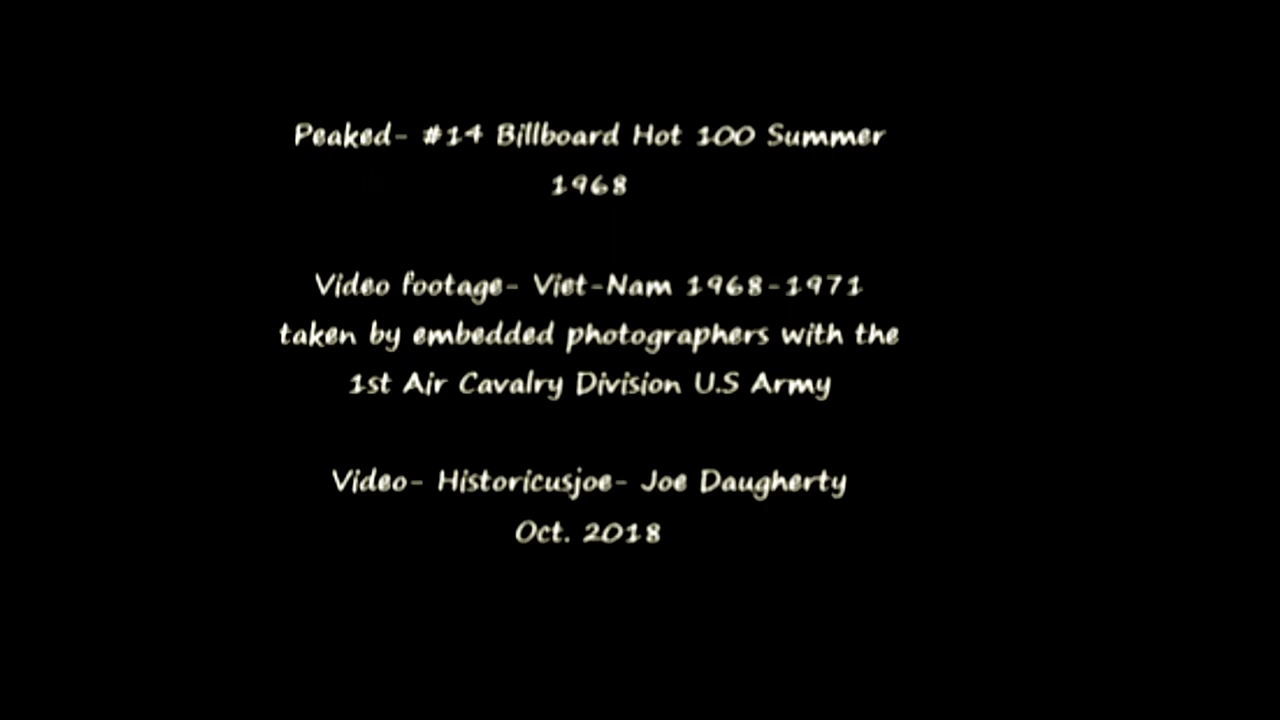 Peaked- #14 Billboard Hot 100 Summer
1968
Video footage- Viet-Nam 1968-1971
taken by embedded photographers with the
1st Air Cavalry Division U.S Army
Video- Historicusjoe- Joe Daugherty
Oct. 2018